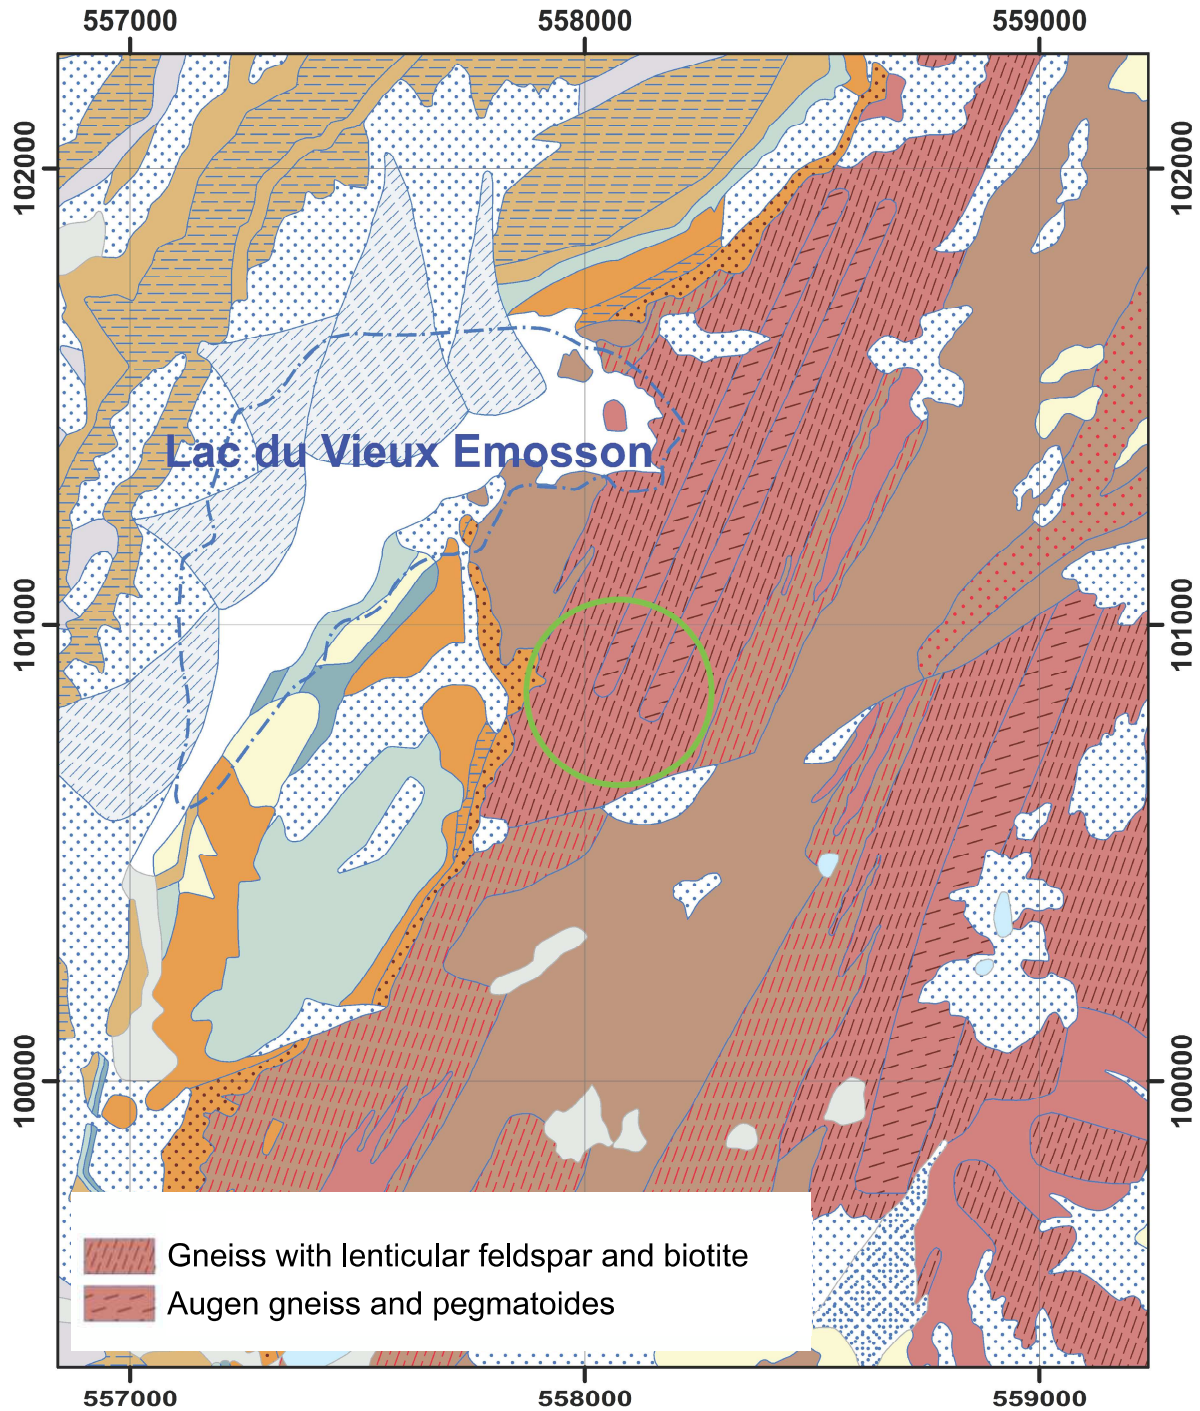 557000 558000 559000
102000 102000
Lac du Vieux Emosson
101000 101000
100000 100000
Gneiss with lenticular feldspar and biotite
Augen gneiss and pegmatoides
557000 558000 559000